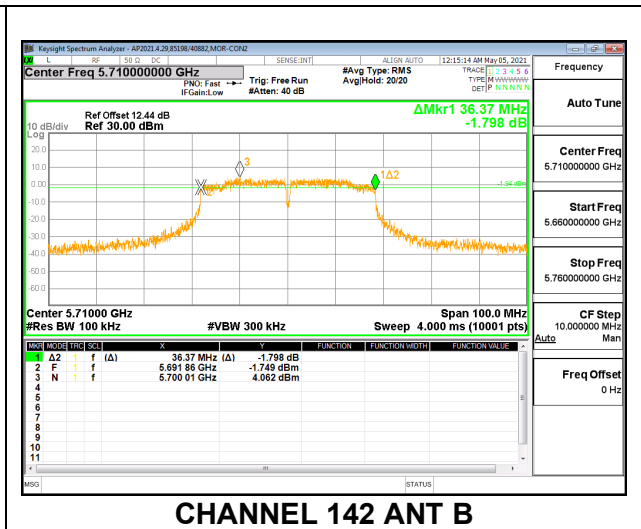 Keysight Spectrum Analyzer - AP2021.4.29,85198/40882,MOR-CON2
L RF 50 Ω DC SENSE:INT ALIGN AUTO 12:15:14 AM May 05, 2021
Center Freq 5.710000000 GHz
PNO: Fast
IFGain:Low
Trig: Free Run
#Atten: 40 dB
#Avg Type: RMS
Avg|Hold: 20/20
TRACE 1 2 3 4 5 6
TYPE M WWWWW
DET P N N N N N
Frequency
Auto Tune
Center Freq
5.710000000 GHz
Start Freq
5.660000000 GHz
Stop Freq
5.760000000 GHz
CF Step
10.000000 MHz
Auto Man
Freq Offset
0 Hz
Ref Offset 12.44 dB
10 dB/div Ref 30.00 dBm
Log
ΔMkr1 36.37 MHz
-1.798 dB
20.0
10.0
0.00
-10.0
-20.0
-30.0
-40.0
-50.0
-60.0
3
1Δ2
2
-1.94 dBm
Center 5.71000 GHz Span 100.0 MHz
#Res BW 100 kHz #VBW 300 kHz Sweep 4.000 ms (10001 pts)
MKR MODE TRC SCL X Y FUNCTION FUNCTION WIDTH FUNCTION VALUE
1 Δ2 1 f (Δ) 36.37 MHz (Δ) -1.798 dB
2 F 1 f 5.691 86 GHz -1.749 dBm
3 N 1 f 5.700 01 GHz 4.062 dBm
4
5
6
7
8
9
10
11
MSG STATUS
CHANNEL 142 ANT B